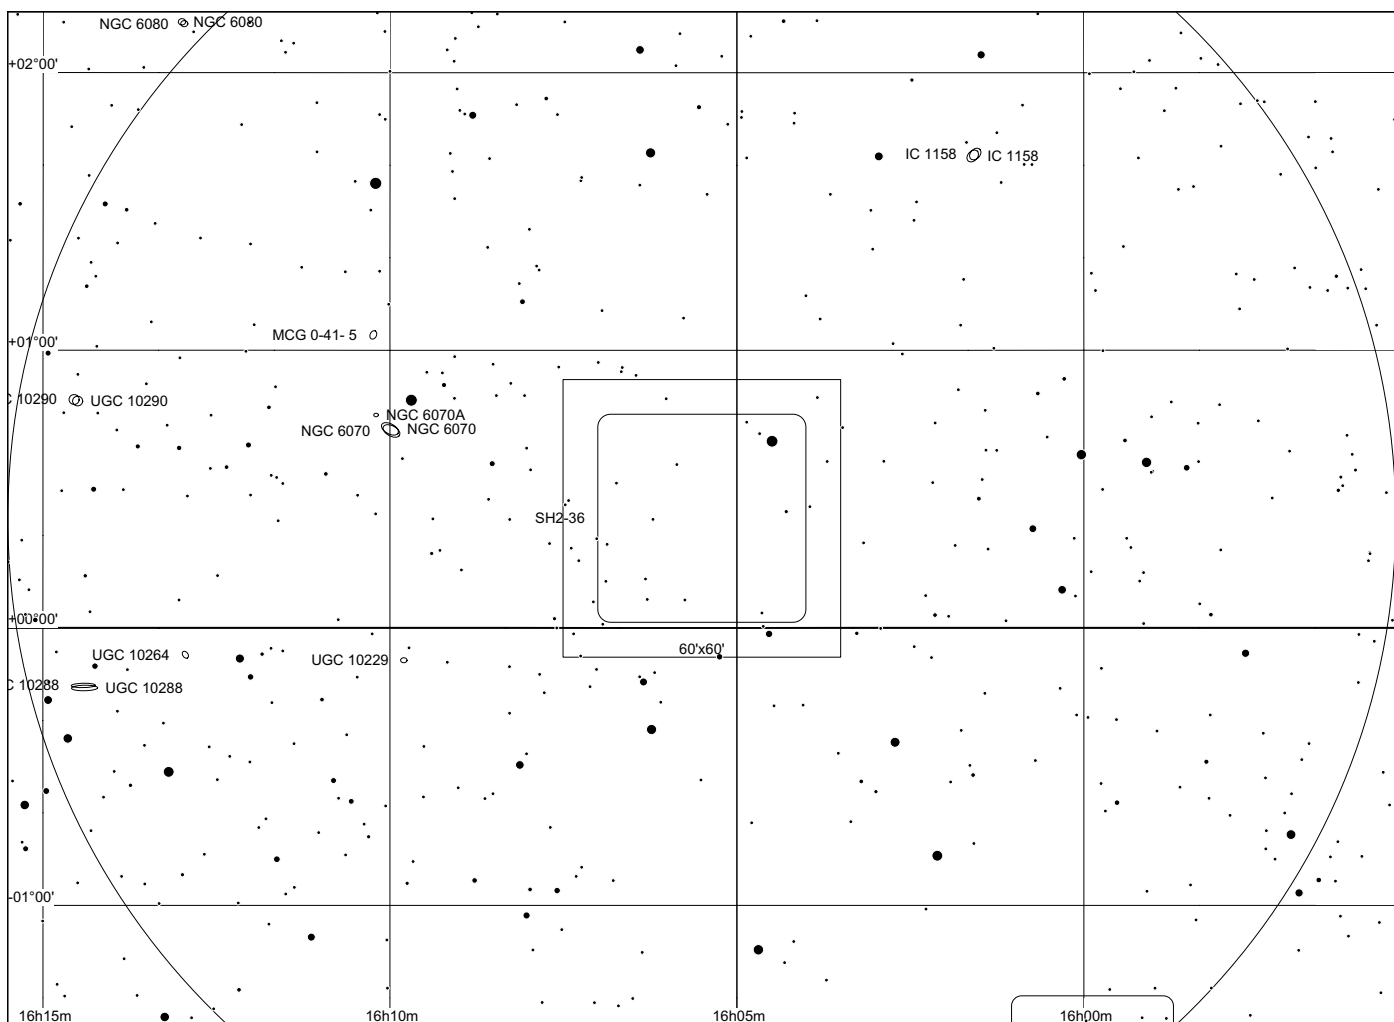 NGC 6080 NGC 6080
+02°00'
IC 1158 IC 1158
MCG 0-41- 5
+01°00'
C 10290 UGC 10290
NGC 6070A
NGC 6070 NGC 6070
SH2-36
+00°00'
60'x60'
UGC 10264
UGC 10229
C 10288 UGC 10288
-01°00'
16h15m 16h10m 16h05m 16h00m